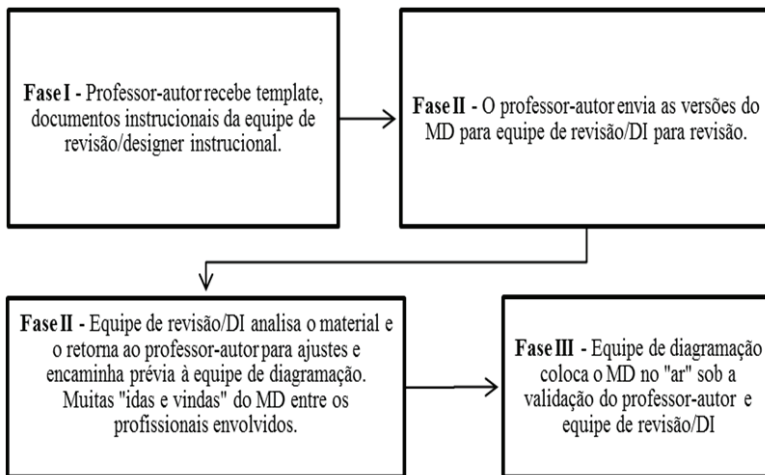 Fase I - Professor-autor recebe template,
documentos instrucionais da equipe de
revisão/designer instrucional.
Fase II - O professor-autor envia as versões do
MD para equipe de revisão/DI para revisão.
Fase II - Equipe de revisão/DI analisa o material e
o retorna ao professor-autor para ajustes e
encaminha prévia à equipe de diagramação.
Muitas "idas e vindas" do MD entre os
profissionais envolvidos.
Fase III - Equipe de diagramação
coloca o MD no "ar" sob a
validação do professor-autor e
equipe de revisão/DI